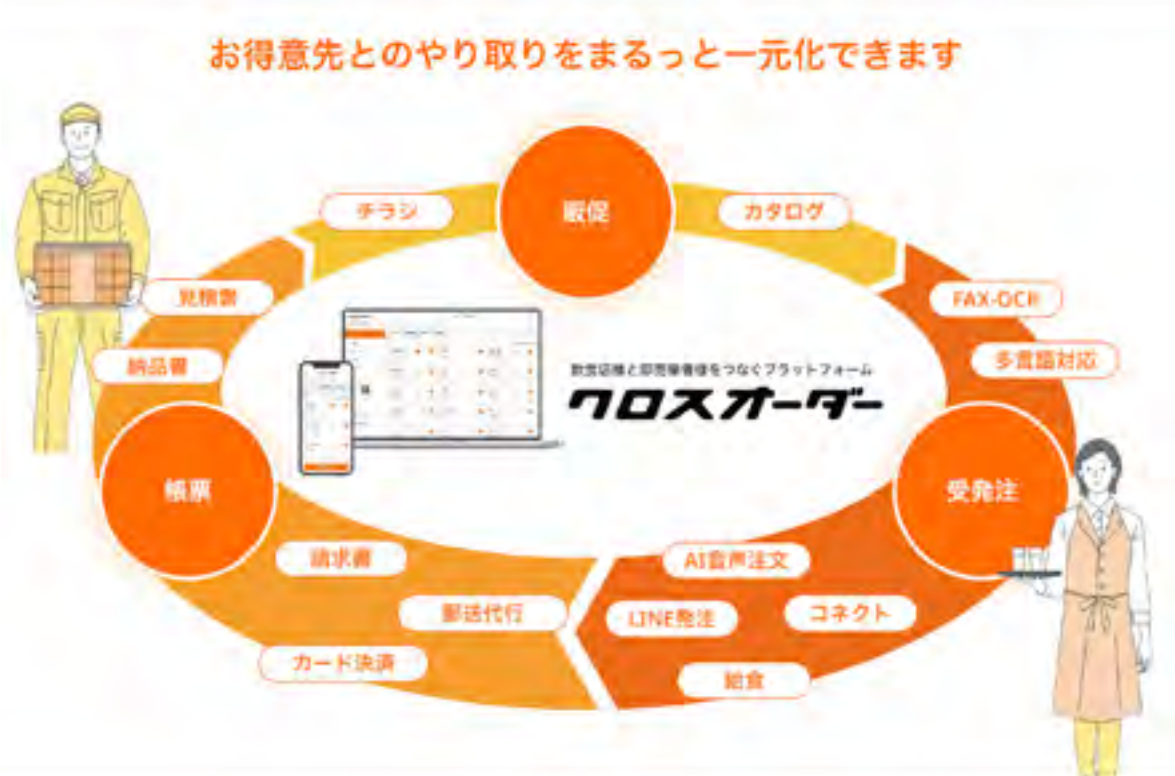 お得意先とのやり取りをまるっと一元化できます
販促
チラシ
カタログ
見積書
FAX-OCR
納品書
多言語対応
飲食店様と卸売業者様をつなぐプラットフォーム
クロスオーダー
帳票
受発注
請求書
AI音声注文
郵送代行
LINE発注
コネクト
カード決済
給食